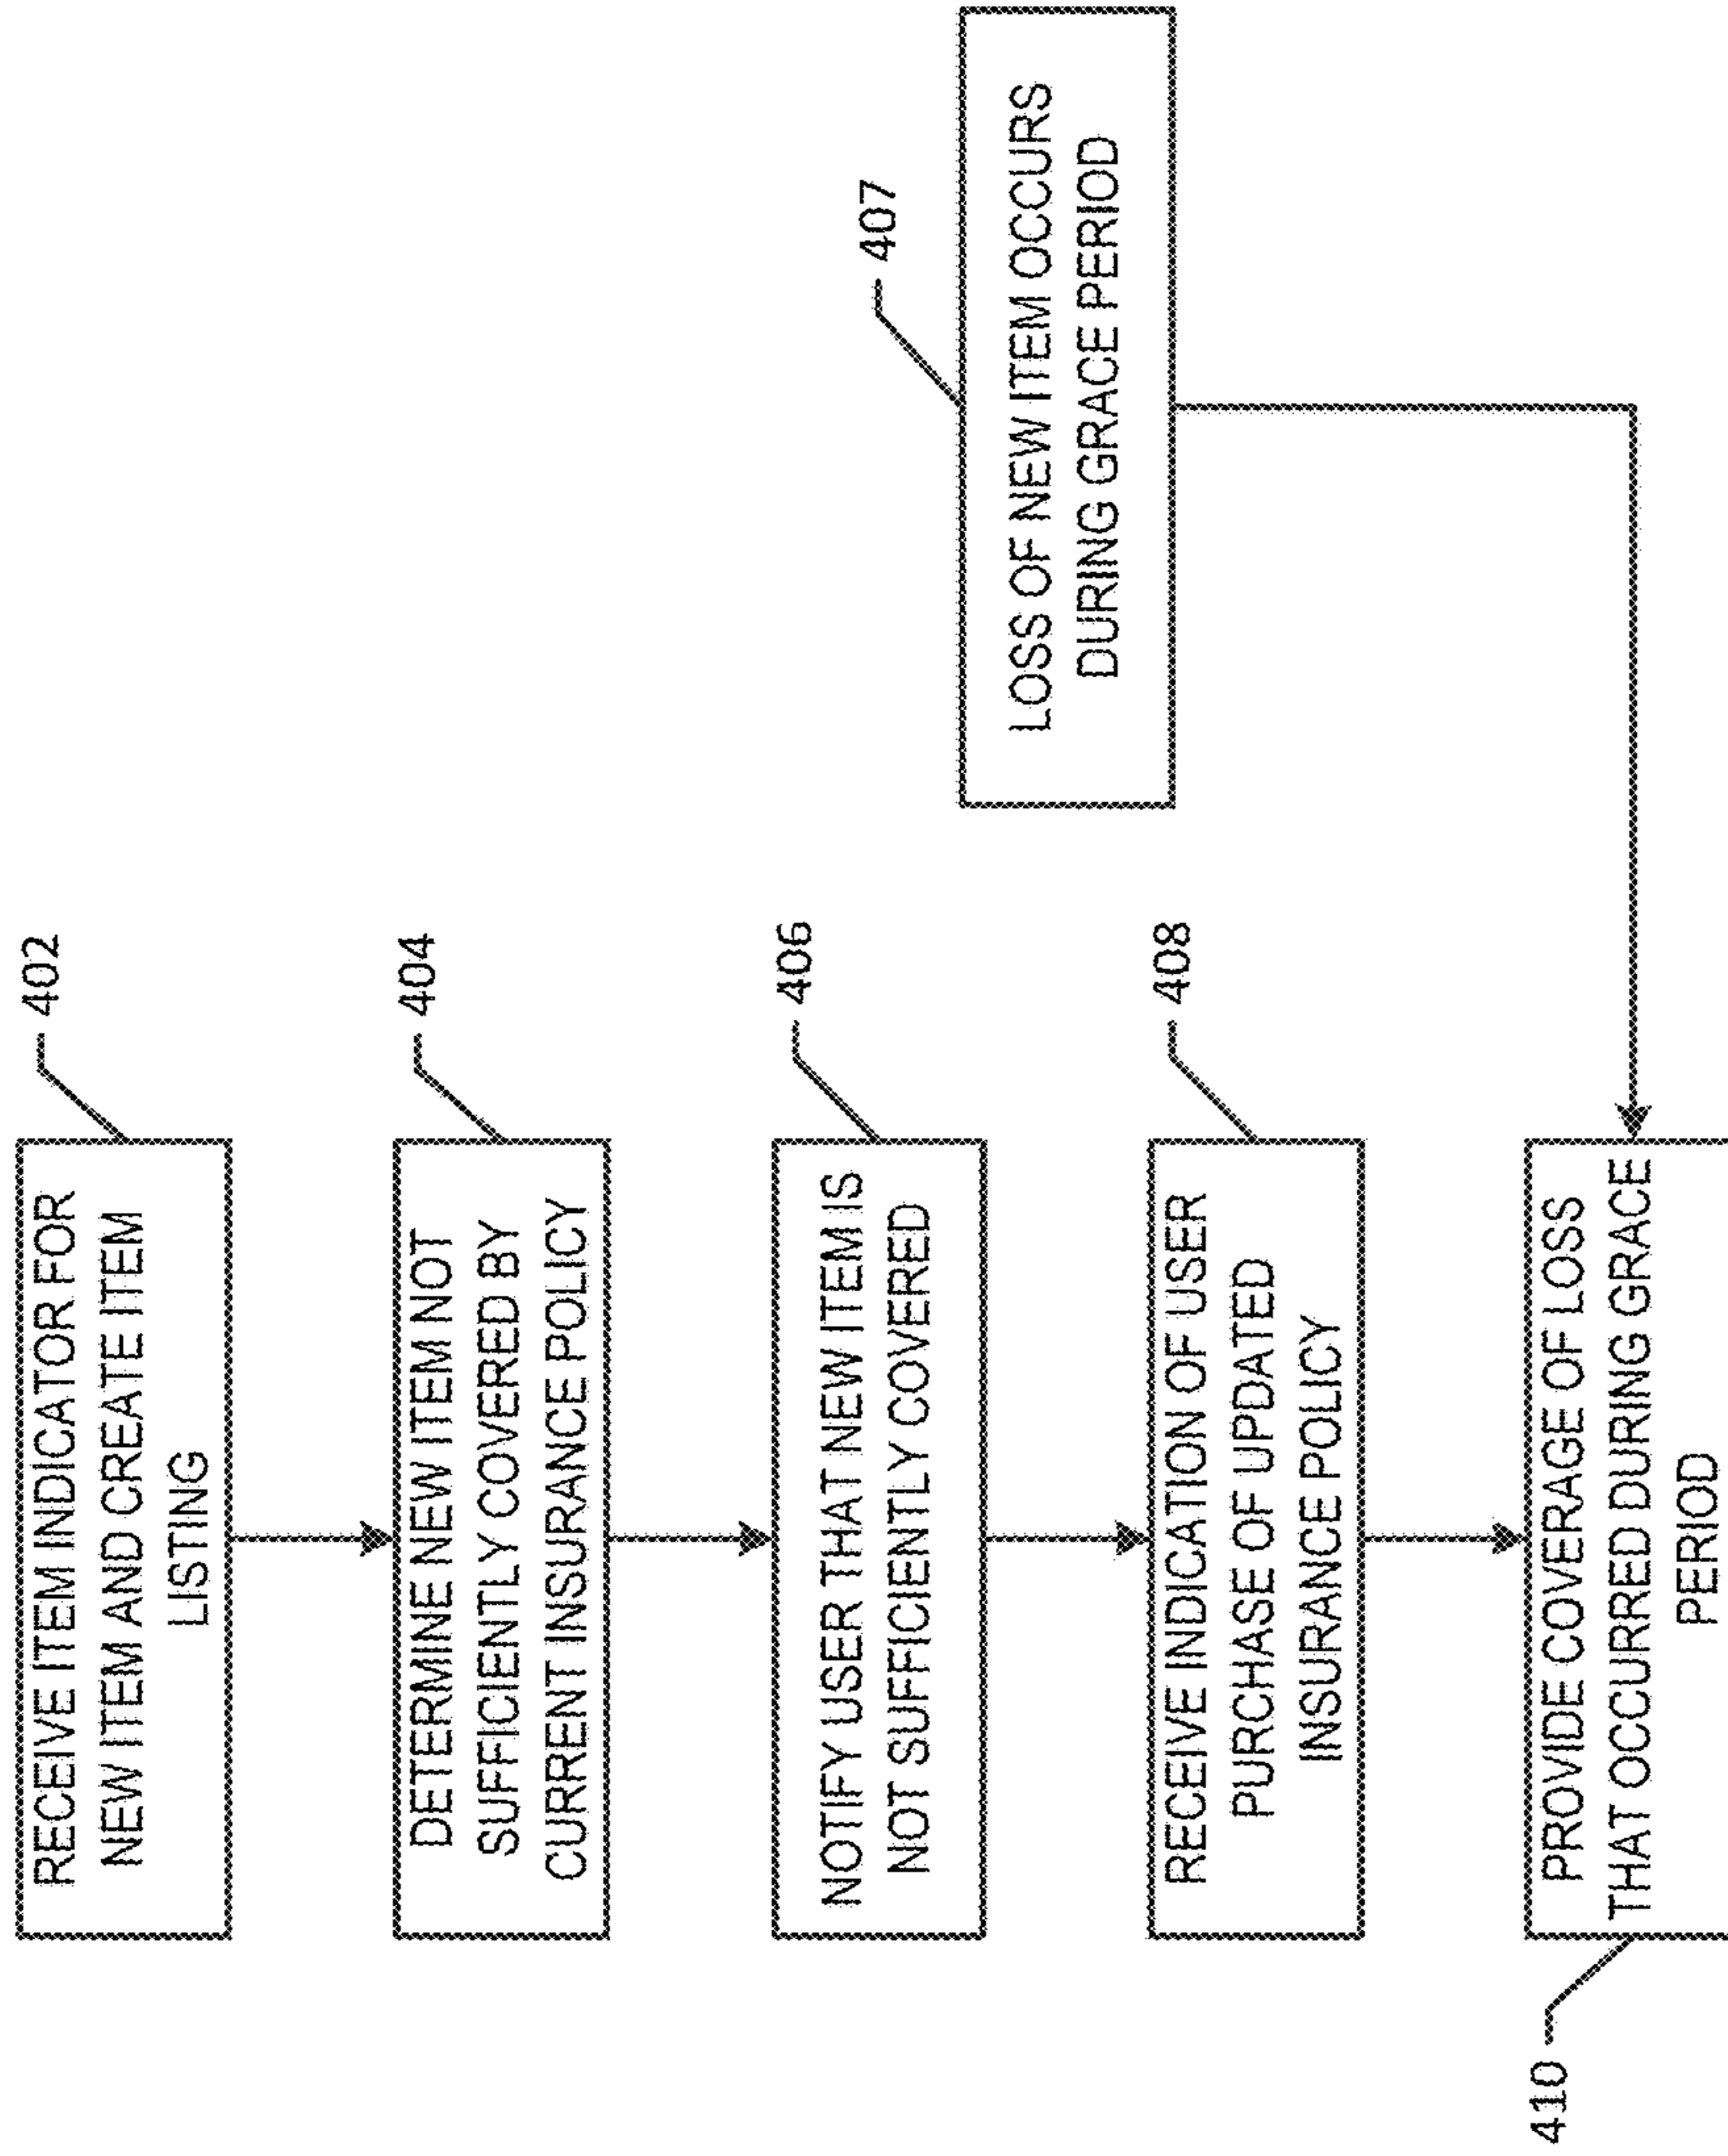 402
RECEIVE ITEM INDICATOR FOR
NEW ITEM AND CREATE ITEM
LISTING
404
DETERMINE NEW ITEM NOT
SUFFICIENTLY COVERED BY
CURRENT INSURANCE POLICY
406
NOTIFY USER THAT NEW ITEM IS
NOT SUFFICIENTLY COVERED
407
LOSS OF NEW ITEM OCCURS
DURING GRACE PERIOD
408
RECEIVE INDICATION OF USER
PURCHASE OF UPDATED
INSURANCE POLICY
410
PROVIDE COVERAGE OF LOSS
THAT OCCURRED DURING GRACE
PERIOD